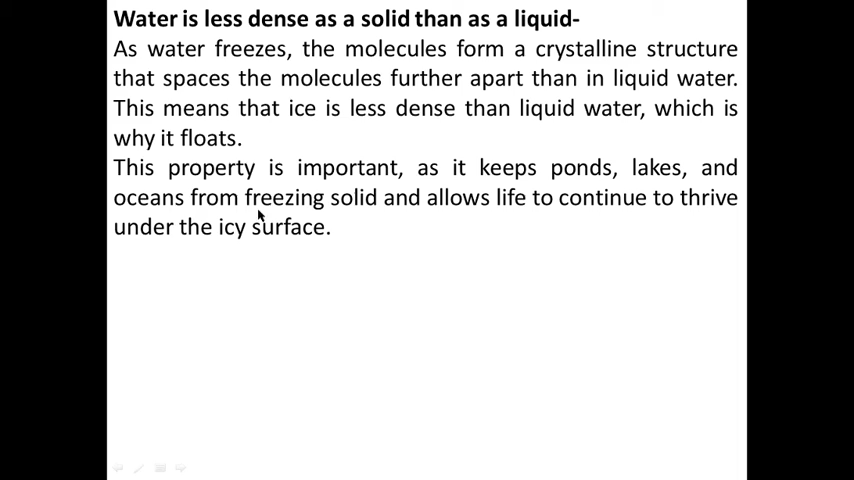 Water is less dense as a solid than as a liquid-
As water freezes, the molecules form a crystalline structure
that spaces the molecules further apart than in liquid water.
This means that ice is less dense than liquid water, which is
why it floats.
This property is important, as it keeps ponds, lakes, and
oceans from freezing solid and allows life to continue to thrive
under the icy surface.